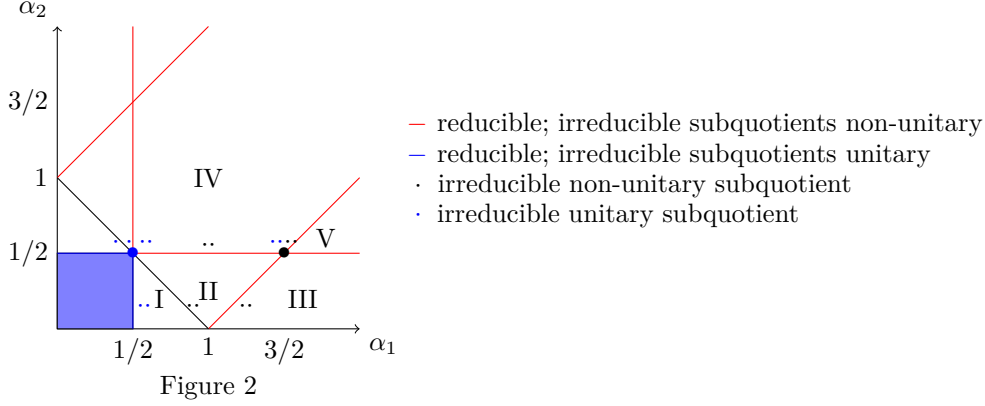 α₂
3/2
1
1/2
IV
V
I
II
III
1/2
1
3/2
α₁
reducible; irreducible subquotients non-unitary
reducible; irreducible subquotients unitary
irreducible non-unitary subquotient
irreducible unitary subquotient
Figure 2